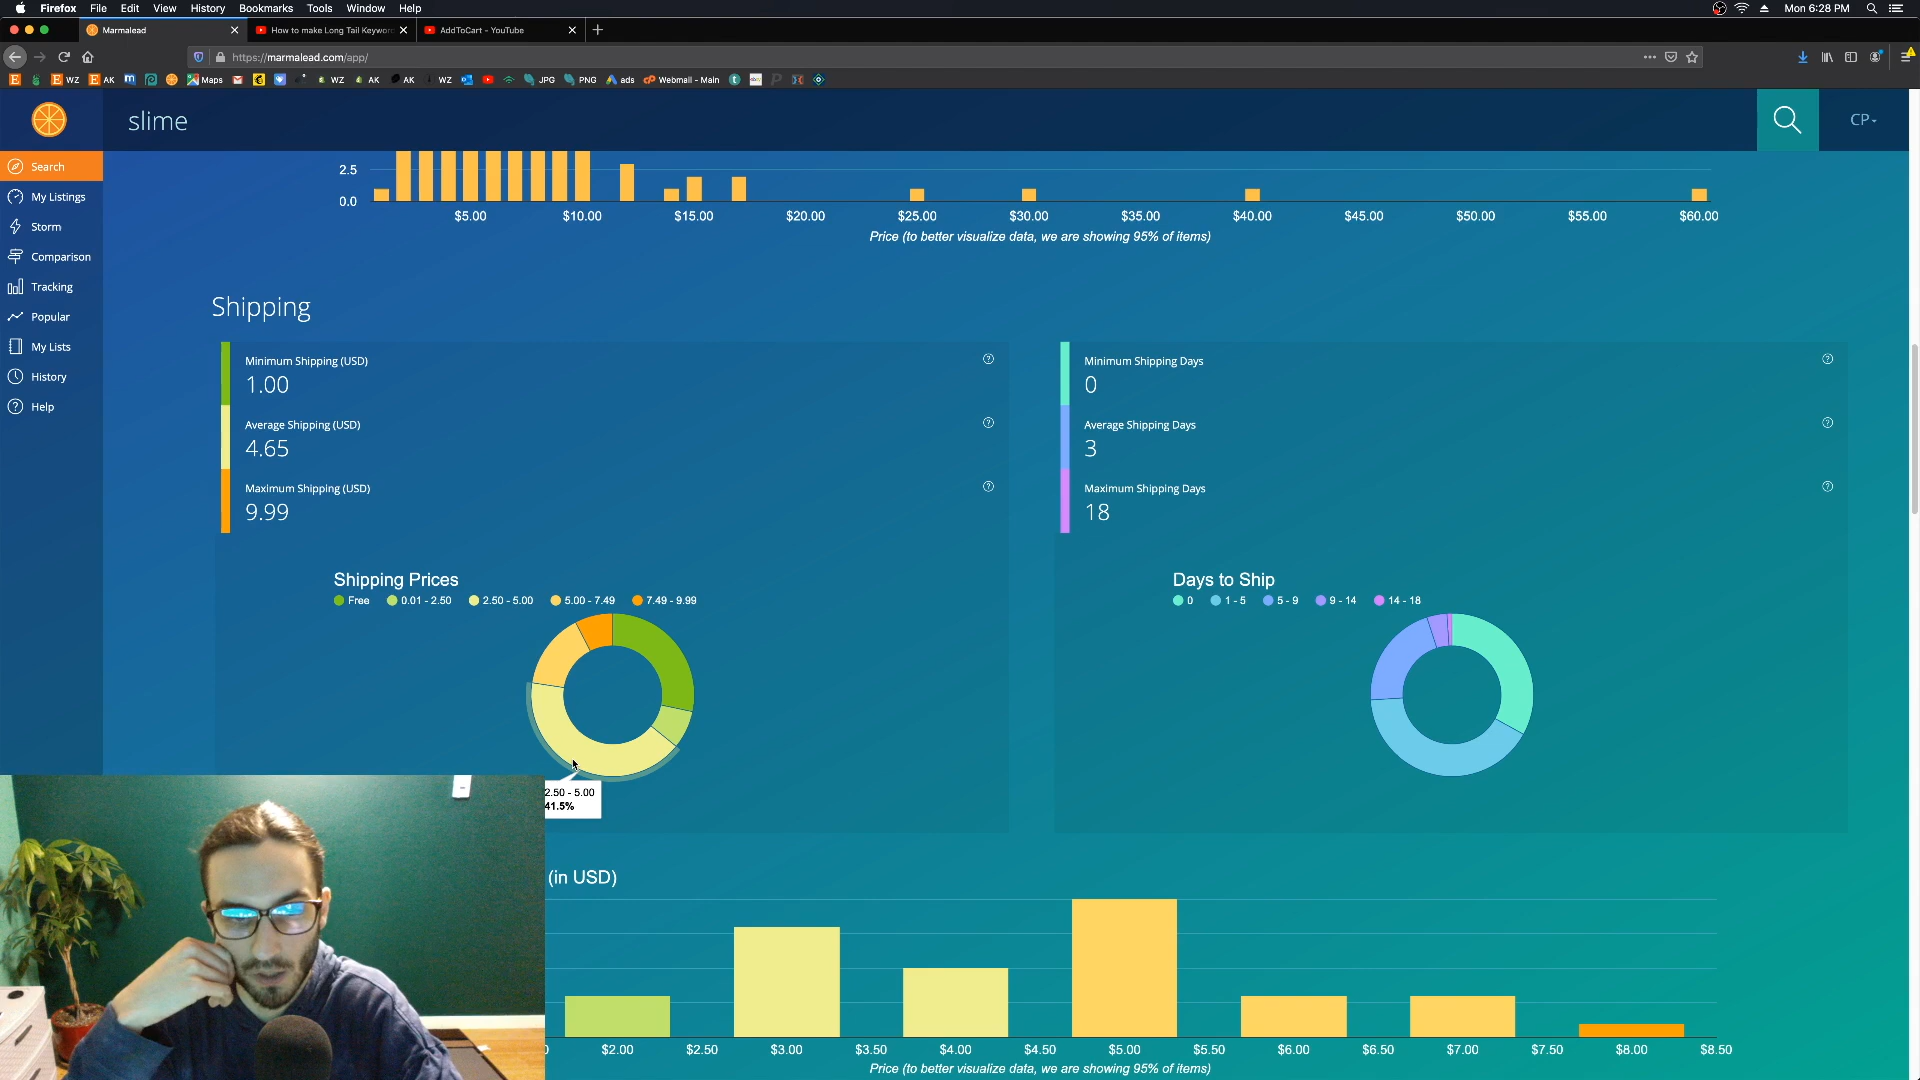 Firefox File Edit View History Bookmarks Tools Window Help Mon 6:28 PM
Marmalead How to make Long Tail Keywor AddToCart - YouTube
https://marmalead.com/app/
WZ AK Maps WZ AK AK WZ JPG PNG ads Webmail - Main
slime
CP
Search
My Listings
Storm
Comparison
Tracking
Popular
My Lists
History
Help
2.5
0.0
$5.00 $10.00 $15.00 $20.00 $25.00 $30.00 $35.00 $40.00 $45.00 $50.00 $55.00 $60.00
Price (to better visualize data, we are showing 95% of items)
Shipping
Minimum Shipping (USD)
1.00
Average Shipping (USD)
4.65
Maximum Shipping (USD)
9.99
Minimum Shipping Days
0
Average Shipping Days
3
Maximum Shipping Days
18
Shipping Prices
Free 0.01 - 2.50 2.50 - 5.00 5.00 - 7.49 7.49 - 9.99
2.50 - 5.00
41.5%
Days to Ship
0 1 - 5 5 - 9 9 - 14 14 - 18
(in USD)
$2.00 $2.50 $3.00 $3.50 $4.00 $4.50 $5.00 $5.50 $6.00 $6.50 $7.00 $7.50 $8.00 $8.50
Price (to better visualize data, we are showing 95% of items)